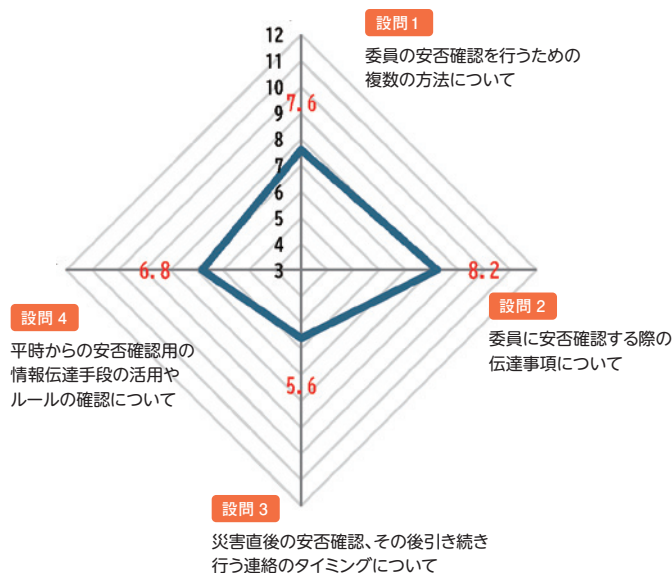 設問1
委員の安否確認を行うための
複数の方法について
12
11
10
9
8
7
6
5
4
3
7.6
8.2
5.6
6.8
設問2
委員に安否確認する際の
伝達事項について
設問4
平時からの安否確認用の
情報伝達手段の活用や
ルールの確認について
設問3
災害直後の安否確認、その後引き続き
行う連絡のタイミングについて